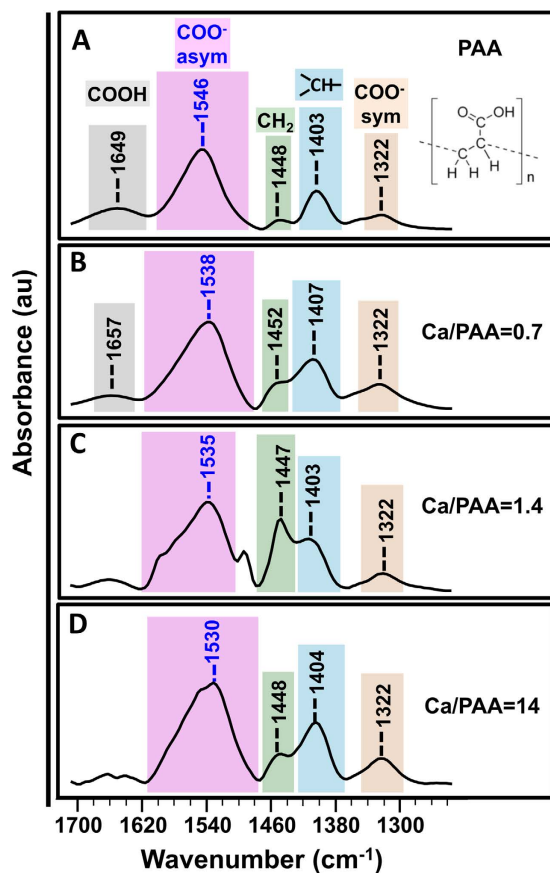 A
COOH
COO-
asym
CH2
CH
COO-
sym
PAA
1649
1546
1448
1403
1322
O
OH
C
C
C
H
H
H
n
B
1657
1538
1452
1407
1322
Ca/PAA=0.7
C
1535
1447
1403
1322
Ca/PAA=1.4
D
1530
1448
1404
1322
Ca/PAA=14
Absorbance (au)
1700 1620 1540 1460 1380 1300
Wavenumber (cm-1)